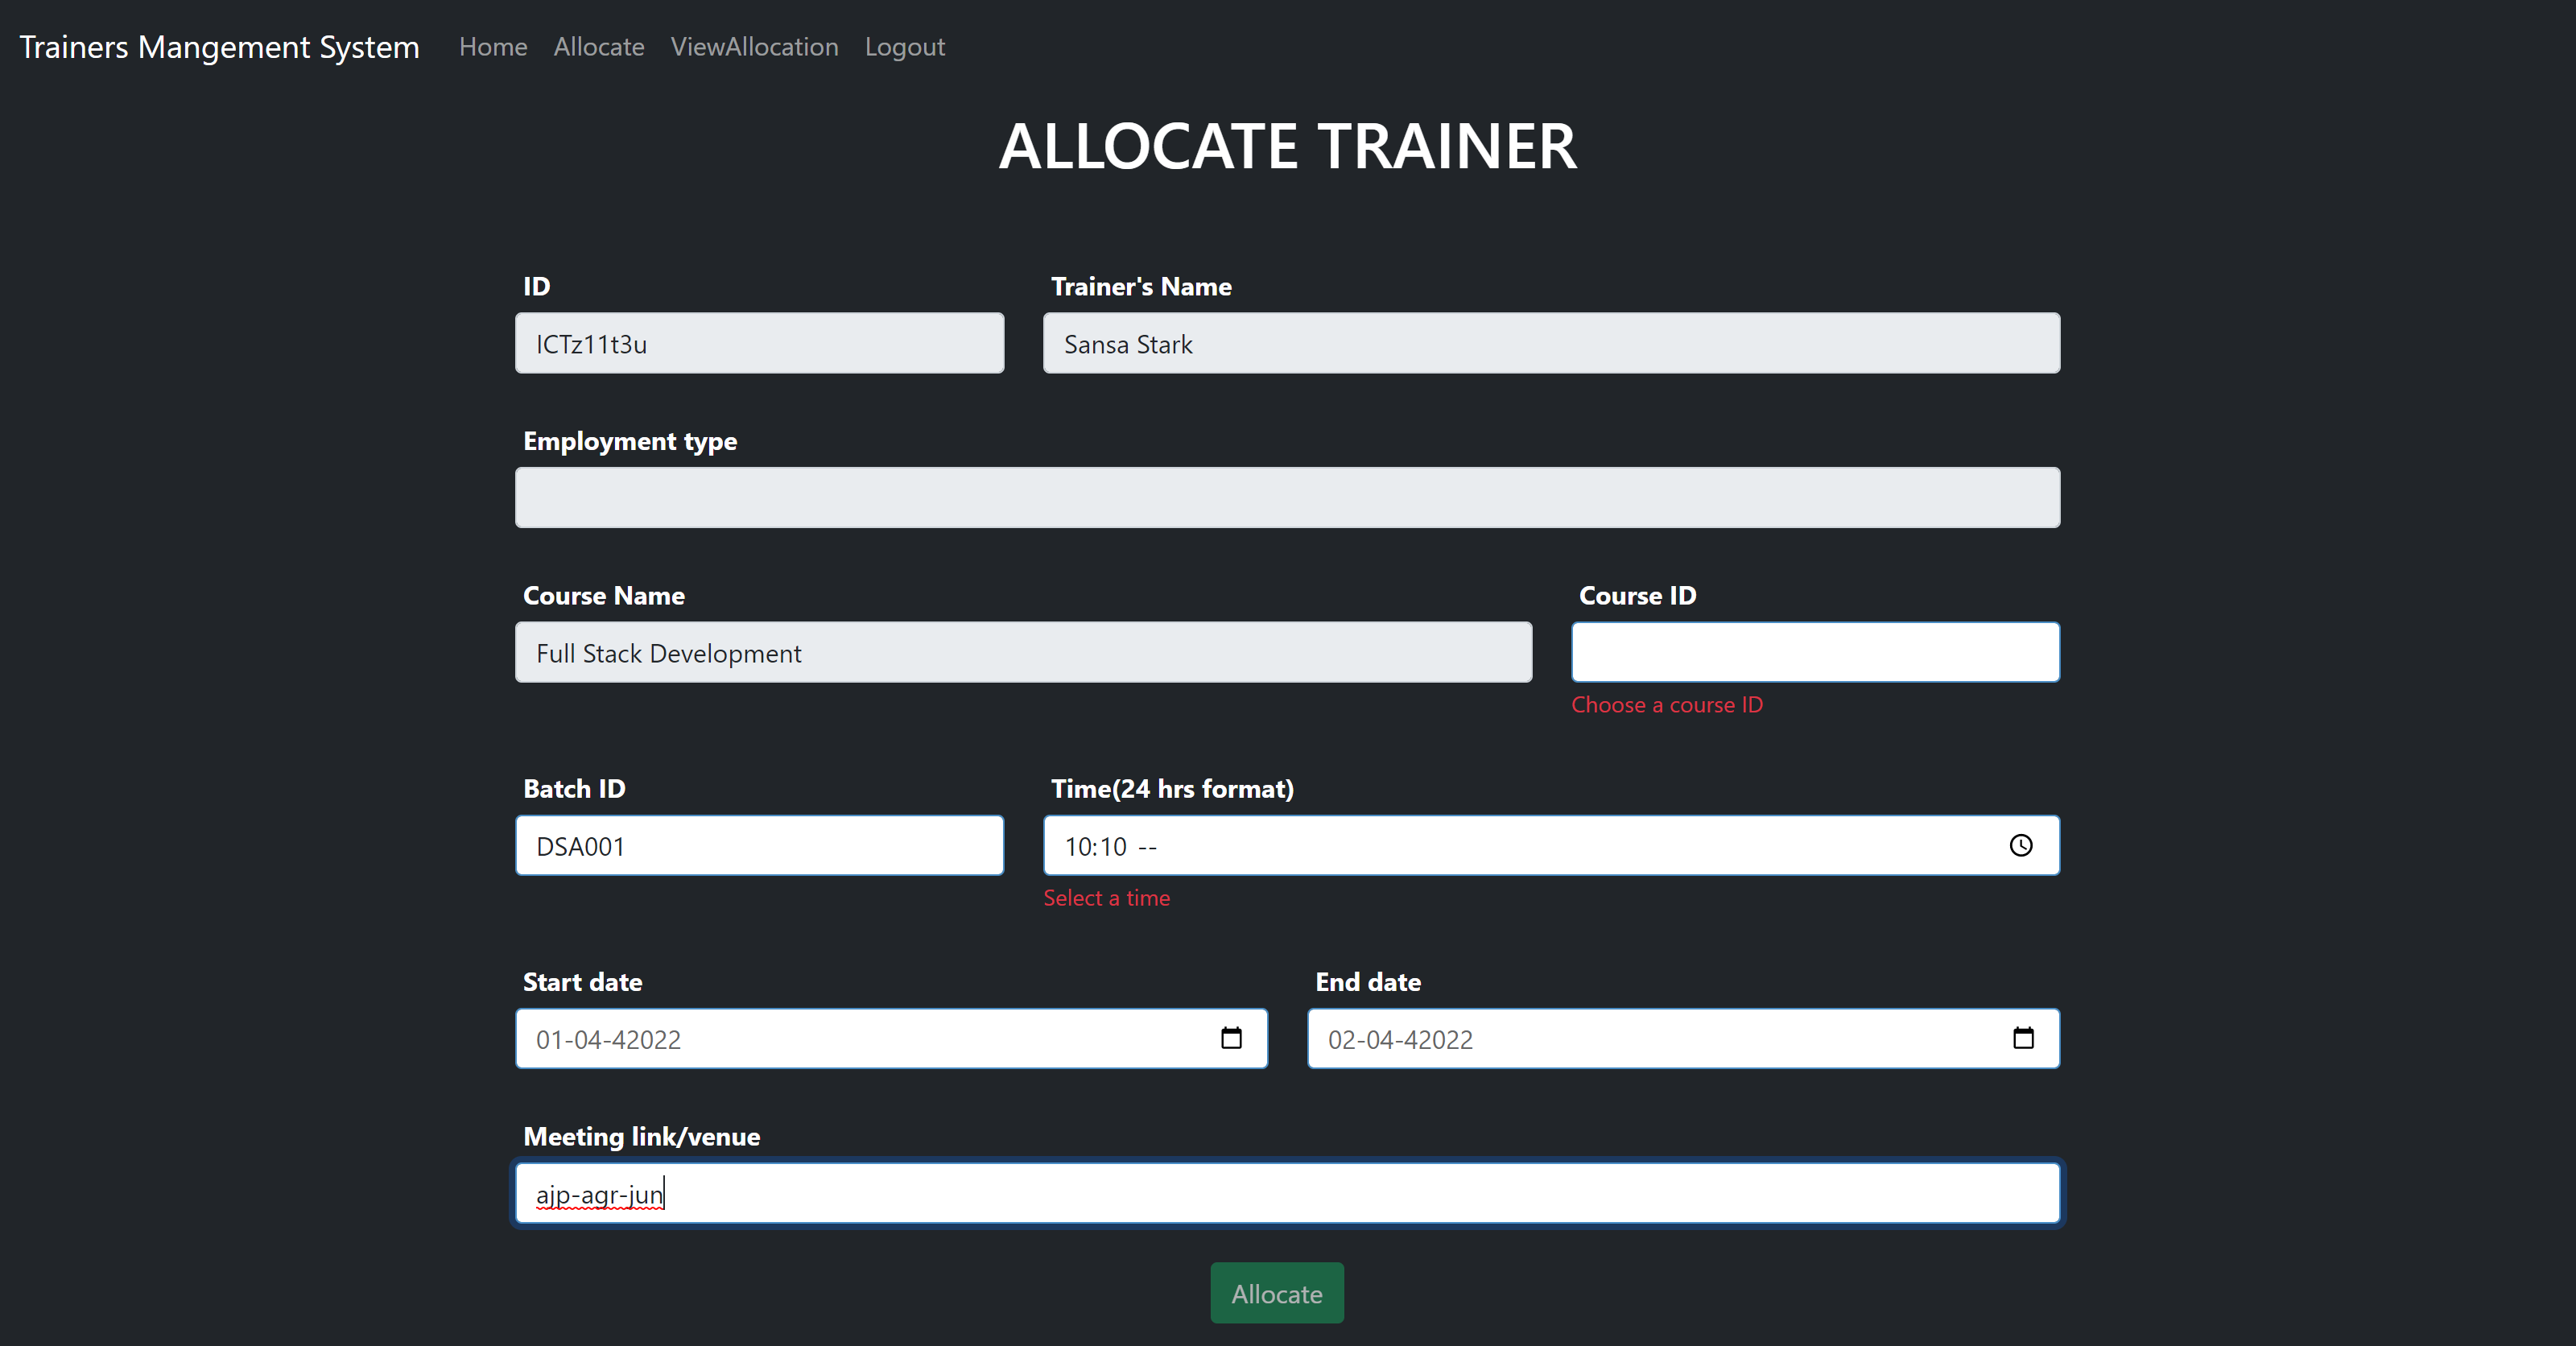 Trainers Mangement System Home Allocate ViewAllocation Logout
ALLOCATE TRAINER
ID Trainer's Name
ICTz11t3u Sansa Stark
Employment type
Course Name Course ID
Full Stack Development
Choose a course ID
Batch ID Time(24 hrs format)
DSA001 10:10 --
Select a time
Start date End date
01-04-42022 02-04-42022
Meeting link/venue
ajp-agr-jun
Allocate